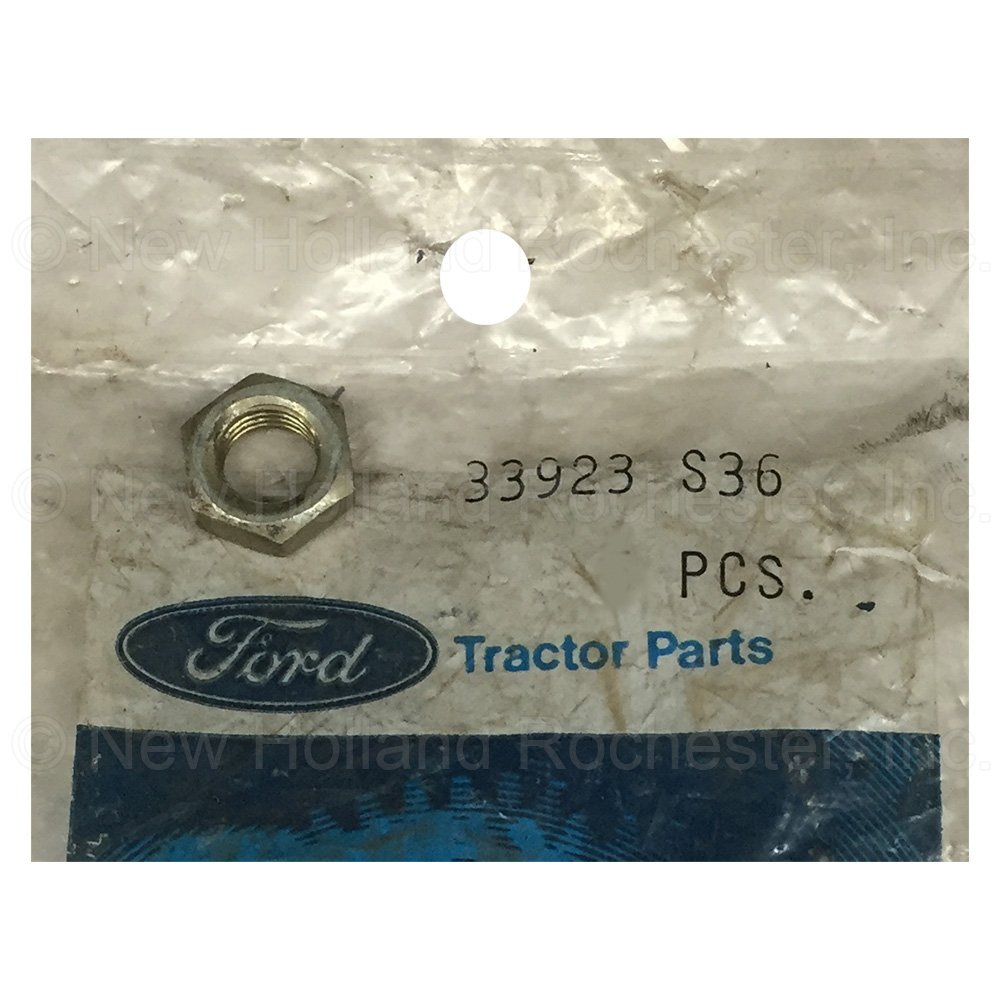 © New Holland Rochester, Inc.
33923 S36
© New Holland Rochester, Inc.
PCS.
Ford Tractor Parts
© New Holland Rochester, Inc.